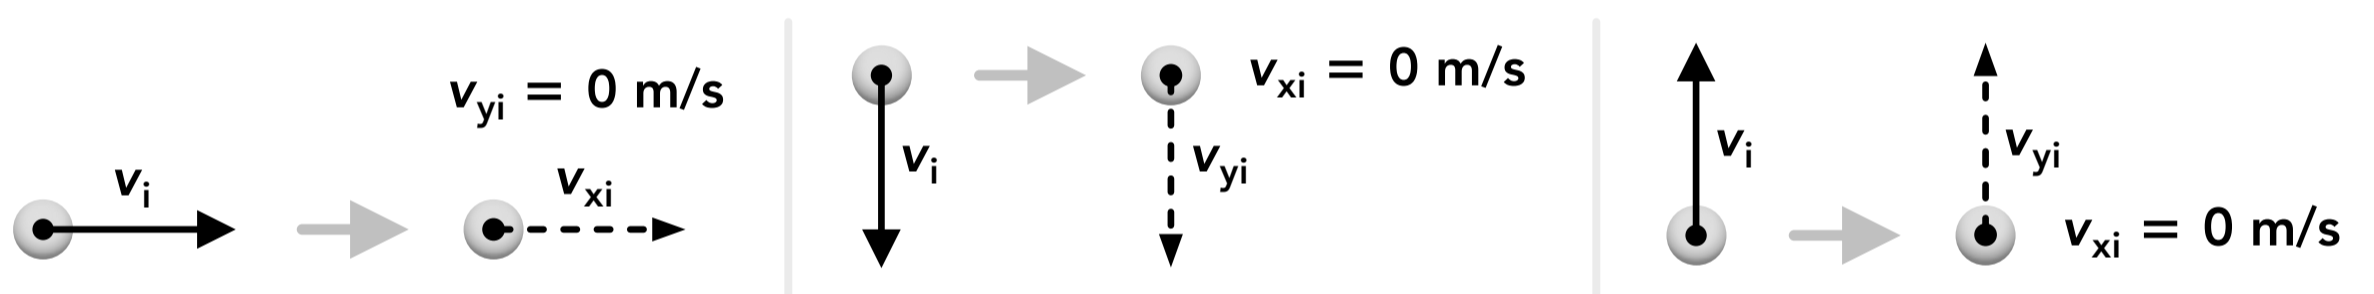 v_yi = 0 m/s
v_i
v_xi
v_xi = 0 m/s
v_i
v_yi
v_i
v_yi
v_xi = 0 m/s